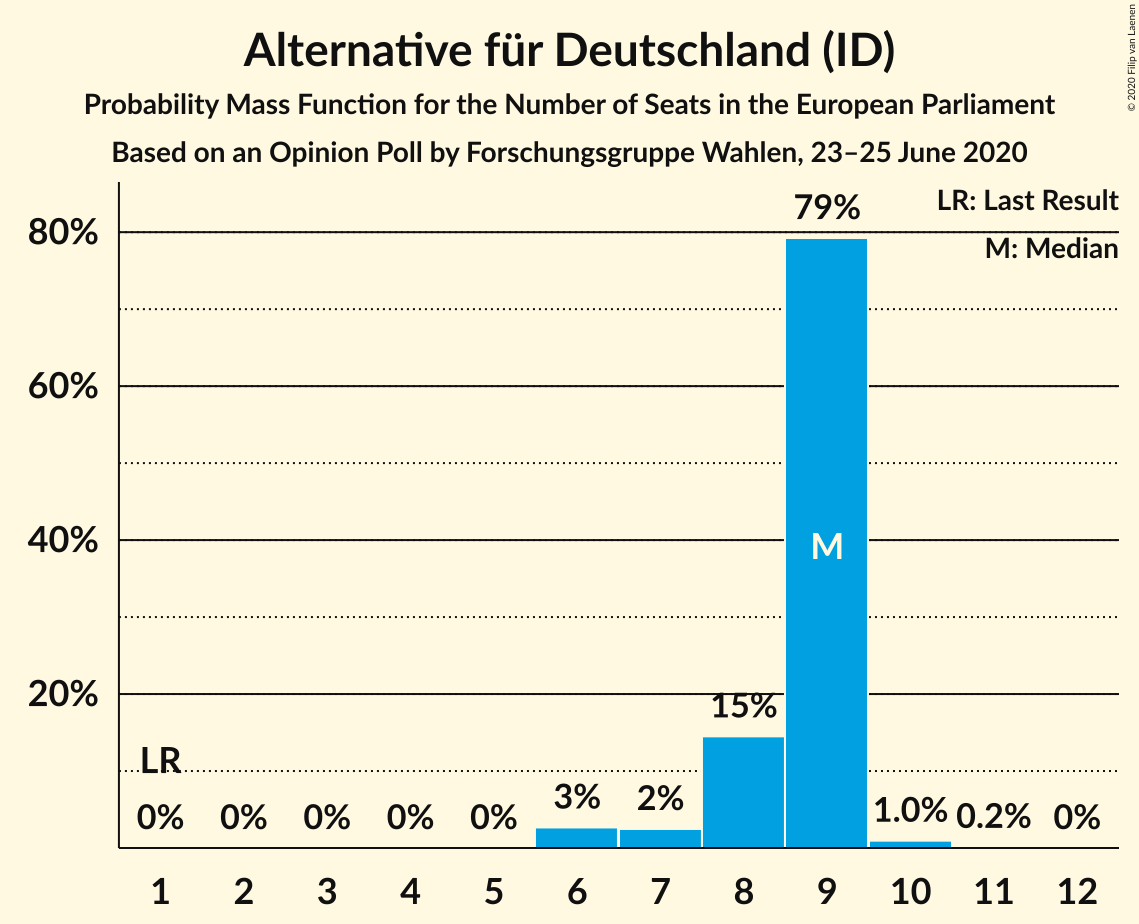 Alternative für Deutschland (ID)
Probability Mass Function for the Number of Seats in the European Parliament
Based on an Opinion Poll by Forschungsgruppe Wahlen, 23–25 June 2020
© 2020 Filip van Laenen
LR: Last Result
M: Median
80%
60%
40%
20%
79%
M
15%
LR
0% 0% 0% 0% 0% 3% 2% 1.0% 0.2% 0%
1 2 3 4 5 6 7 8 9 10 11 12